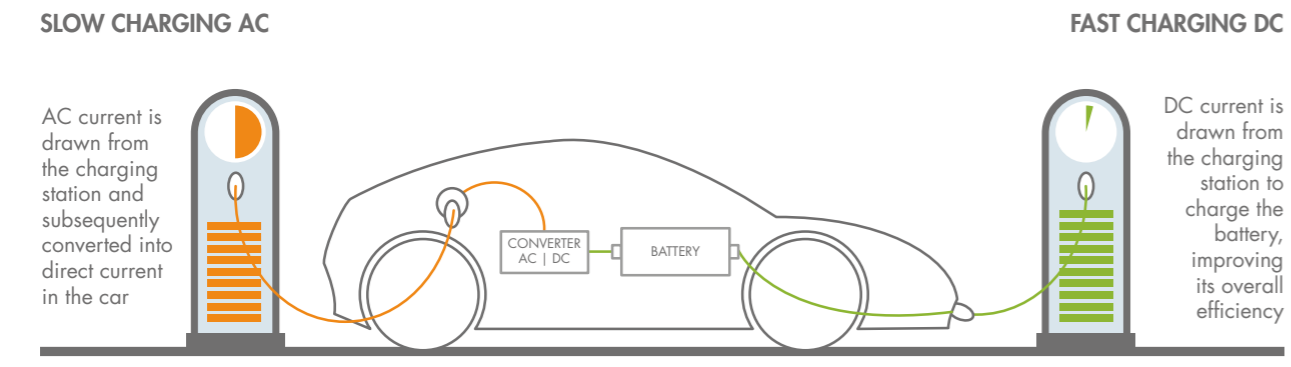 SLOW CHARGING AC
FAST CHARGING DC
AC current is
drawn from
the charging
station and
subsequently
converted into
direct current
in the car
CONVERTER
AC | DC
BATTERY
DC current is
drawn from
the charging
station to
charge the
battery,
improving
its overall
efficiency